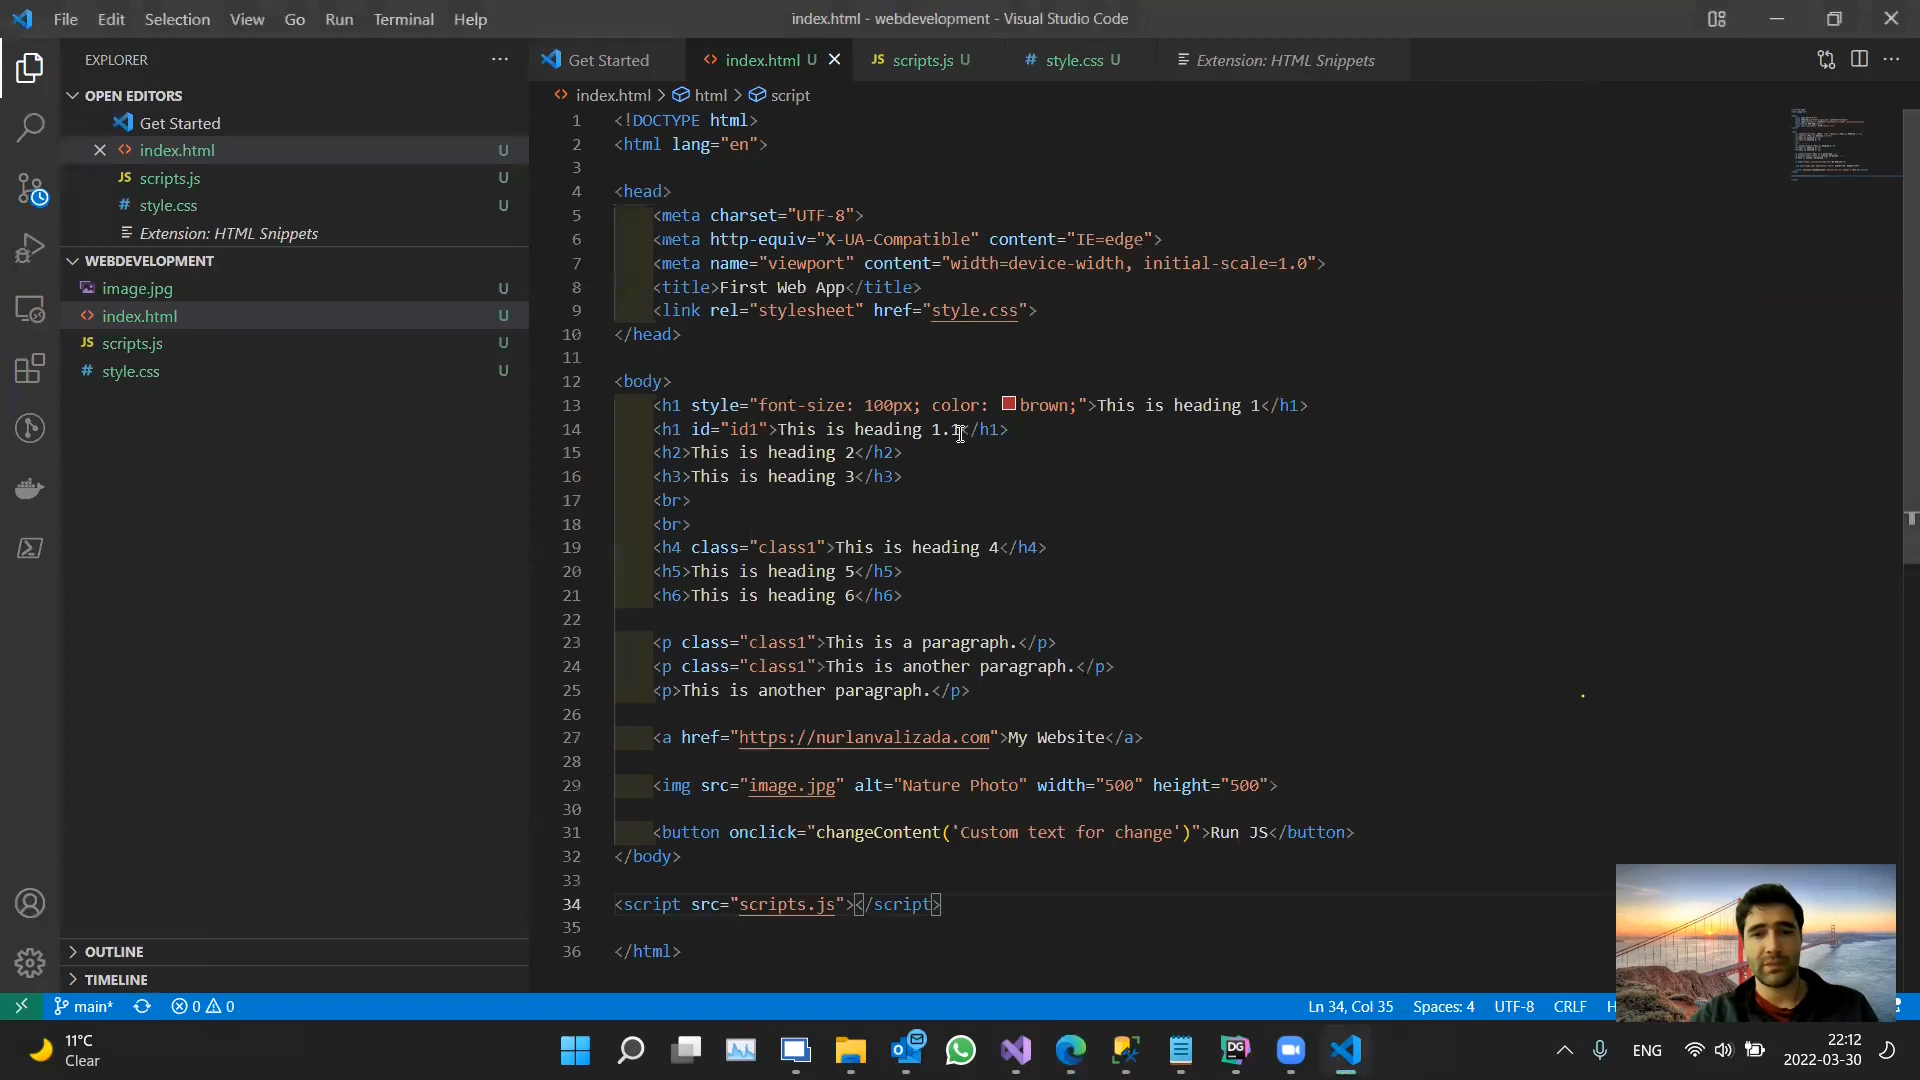 File Edit Selection View Go Run Terminal Help
index.html - webdevelopment - Visual Studio Code
EXPLORER
OPEN EDITORS
Get Started
index.html U
scripts.js U
style.css U
Extension: HTML Snippets
WEBDEVELOPMENT
image.jpg U
index.html U
scripts.js U
style.css U
OUTLINE
TIMELINE
Get Started index.html U scripts.js U style.css U Extension: HTML Snippets
index.html > html > script
1 <!DOCTYPE html>
2 <html lang="en">
3
4 <head>
5 <meta charset="UTF-8">
6 <meta http-equiv="X-UA-Compatible" content="IE=edge">
7 <meta name="viewport" content="width=device-width, initial-scale=1.0">
8 <title>First Web App</title>
9 <link rel="stylesheet" href="style.css">
10 </head>
11
12 <body>
13 <h1 style="font-size: 100px; color: brown;">This is heading 1</h1>
14 <h1 id="id1">This is heading 1.1</h1>
15 <h2>This is heading 2</h2>
16 <h3>This is heading 3</h3>
17 <br>
18 <br>
19 <h4 class="class1">This is heading 4</h4>
20 <h5>This is heading 5</h5>
21 <h6>This is heading 6</h6>
22
23 <p class="class1">This is a paragraph.</p>
24 <p class="class1">This is another paragraph.</p>
25 <p>This is another paragraph.</p>
26
27 <a href="https://nurlanvalizada.com">My Website</a>
28
29 <img src="image.jpg" alt="Nature Photo" width="500" height="500">
30
31 <button onclick="changeContent('Custom text for change')">Run JS</button>
32 </body>
33
34 <script src="scripts.js"></script>
35
36 </html>
main* 0 0 Ln 34, Col 35 Spaces: 4 UTF-8 CRLF
11°C
Clear
ENG
22:12
2022-03-30